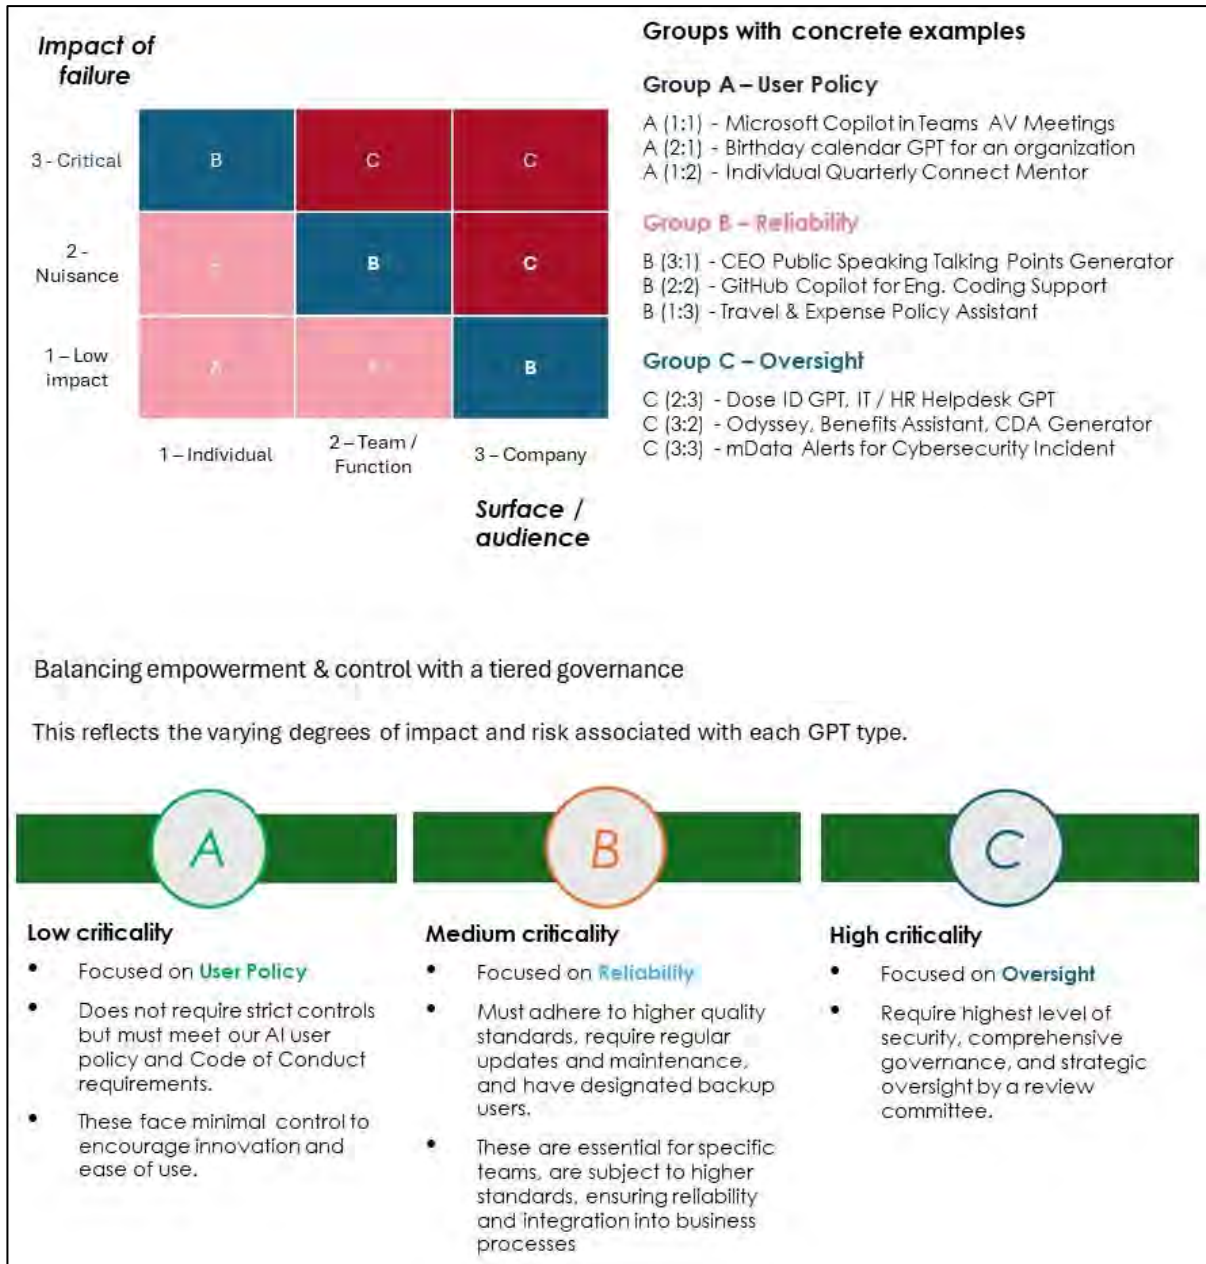 Impact of
failure
3 - Critical
B
C
C
2 -
Nuisance
B
C
1 – Low
impact
A
B
1 – Individual
2 – Team /
Function
3 – Company
Surface /
audience
Groups with concrete examples
Group A – User Policy
A (1:1) - Microsoft Copilot in Teams AV Meetings
A (2:1) - Birthday calendar GPT for an organization
A (1:2) - Individual Quarterly Connect Mentor
Group B – Reliability
B (3:1) - CEO Public Speaking Talking Points Generator
B (2:2) - GitHub Copilot for Eng. Coding Support
B (1:3) - Travel & Expense Policy Assistant
Group C – Oversight
C (2:3) - Dose ID GPT, IT / HR Helpdesk GPT
C (3:2) - Odyssey, Benefits Assistant, CDA Generator
C (3:3) - mData Alerts for Cybersecurity Incident
Balancing empowerment & control with a tiered governance
This reflects the varying degrees of impact and risk associated with each GPT type.
A
Low criticality
• Focused on User Policy
• Does not require strict controls
but must meet our AI user
policy and Code of Conduct
requirements.
• These face minimal control to
encourage innovation and
ease of use.
B
Medium criticality
• Focused on Reliability
• Must adhere to higher quality
standards, require regular
updates and maintenance,
and have designated backup
users.
• These are essential for specific
teams, are subject to higher
standards, ensuring reliability
and integration into business
processes
C
High criticality
• Focused on Oversight
• Require highest level of
security, comprehensive
governance, and strategic
oversight by a review
committee.